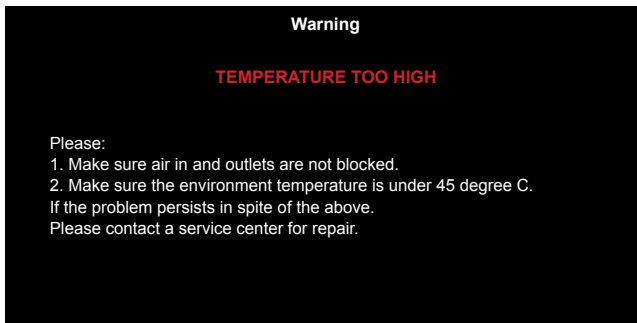 Warning
TEMPERATURE TOO HIGH
Please:
1. Make sure air in and outlets are not blocked.
2. Make sure the environment temperature is under 45 degree C.
If the problem persists in spite of the above.
Please contact a service center for repair.